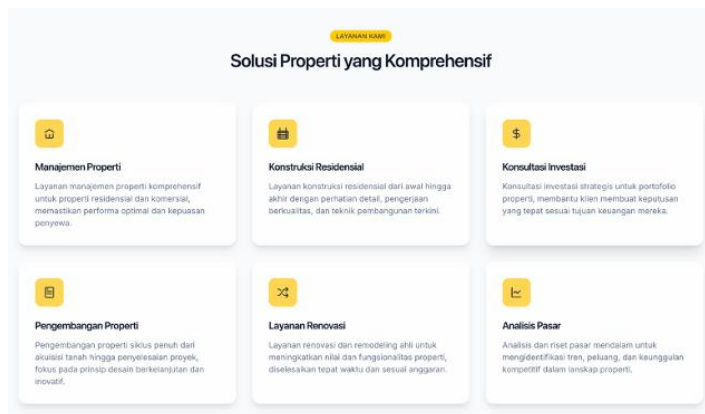 LAYANAN KAMI
Solusi Properti yang Komprehensif
Manajemen Properti
Layanan manajemen properti komprehensif
untuk properti residensial dan komersial,
memastikan performa optimal dan kepuasan
penyewa.
Konstruksi Residensial
Layanan konstruksi residensial dari awal hingga
akhir dengan perhatian detail, pengerjaan
berkualitas, dan teknik pembangunan terkini.
Konsultasi Investasi
Konsultasi investasi strategis untuk portofolio
properti, membantu klien membuat keputusan
yang tepat sesuai tujuan keuangan mereka.
Pengembangan Properti
Pengembangan properti siklus penuh dari
akuisisi tanah hingga penyelesaian proyek,
fokus pada prinsip desain berkelanjutan dan
inovatif.
Layanan Renovasi
Layanan renovasi dan remodeling ahli untuk
meningkatkan nilai dan fungsionalitas properti,
diselesaikan tepat waktu dan sesuai anggaran.
Analisis Pasar
Analisis dan riset pasar mendalam untuk
mengidentifikasi tren, peluang, dan keunggulan
kompetitif dalam lanskap properti.